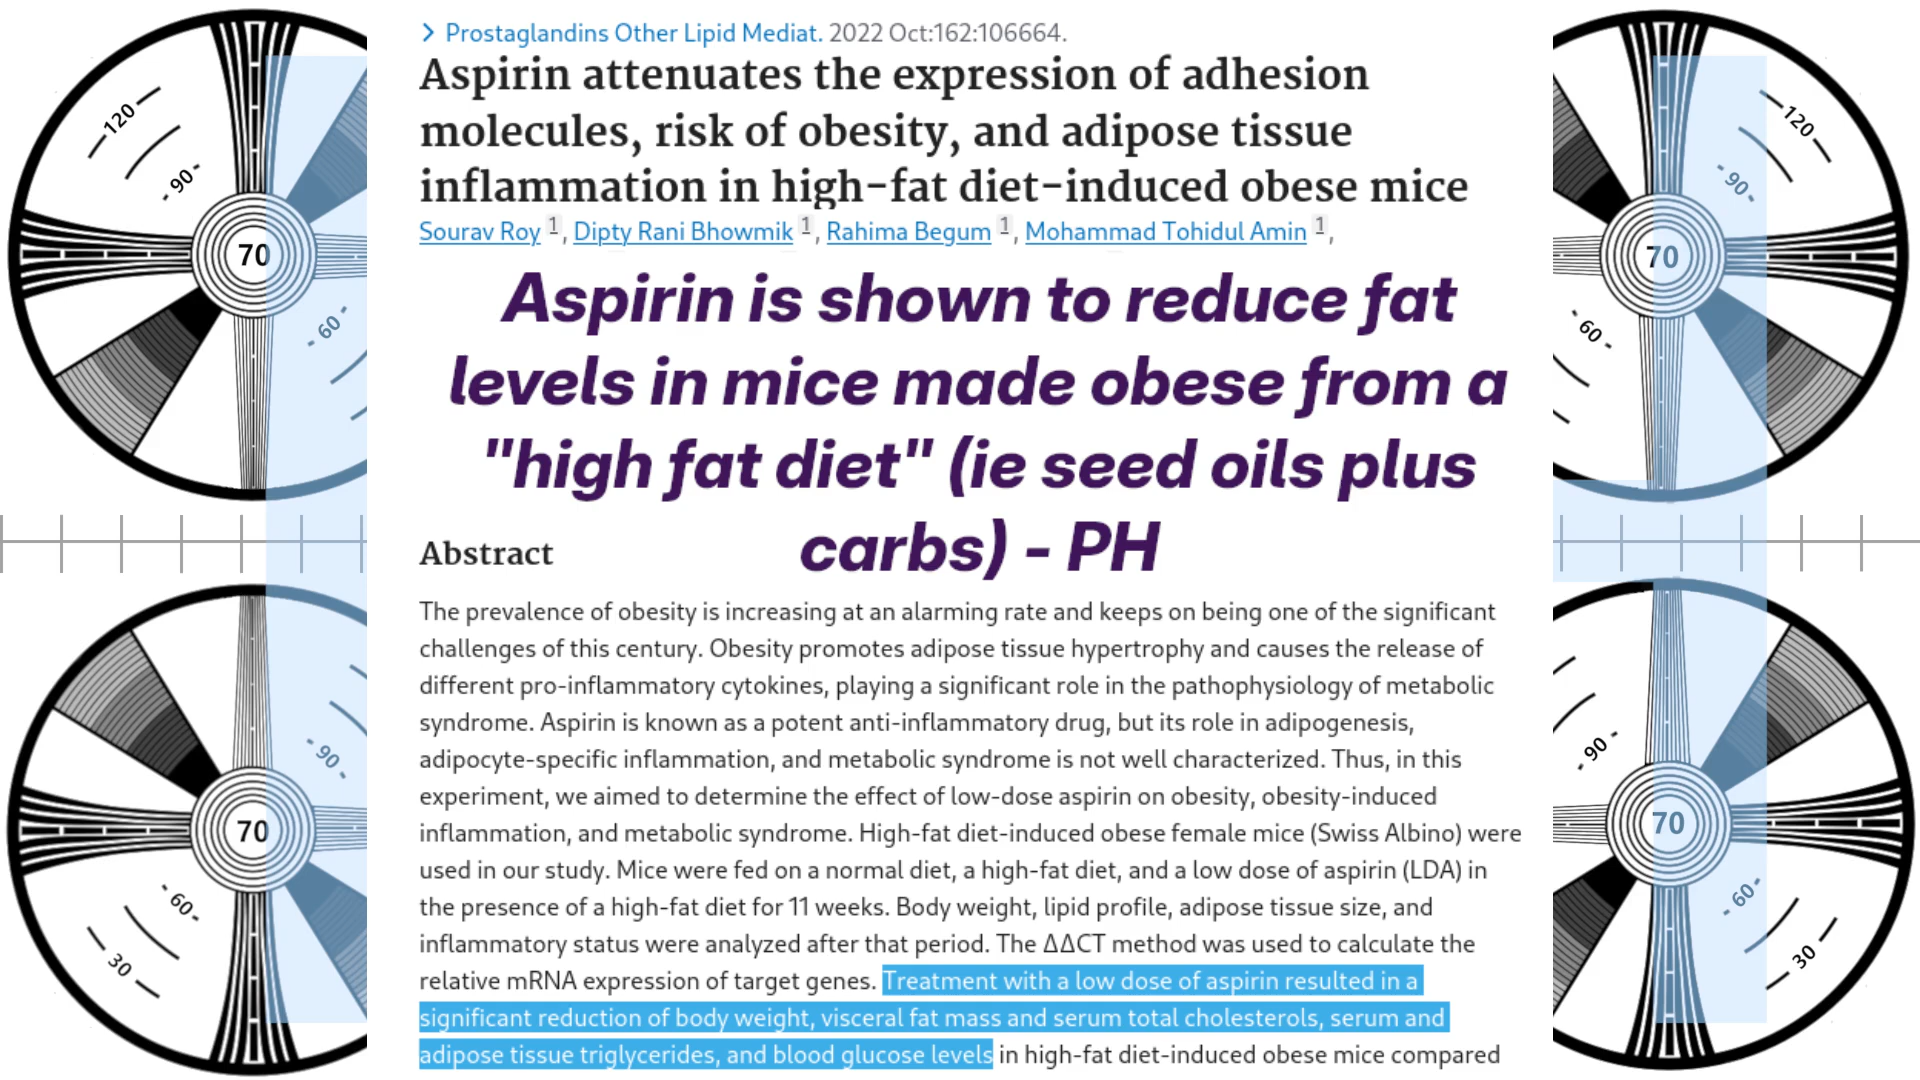 Prostaglandins Other Lipid Mediat. 2022 Oct:162:106664.
Aspirin attenuates the expression of adhesion
molecules, risk of obesity, and adipose tissue
inflammation in high-fat diet-induced obese mice
Sourav Roy 1, Dipty Rani Bhowmik 1, Rahima Begum 1, Mohammad Tohidul Amin 1,
Aspirin is shown to reduce fat
levels in mice made obese from a
"high fat diet" (ie seed oils plus
carbs) - PH
Abstract
The prevalence of obesity is increasing at an alarming rate and keeps on being one of the significant
challenges of this century. Obesity promotes adipose tissue hypertrophy and causes the release of
different pro-inflammatory cytokines, playing a significant role in the pathophysiology of metabolic
syndrome. Aspirin is known as a potent anti-inflammatory drug, but its role in adipogenesis,
adipocyte-specific inflammation, and metabolic syndrome is not well characterized. Thus, in this
experiment, we aimed to determine the effect of low-dose aspirin on obesity, obesity-induced
inflammation, and metabolic syndrome. High-fat diet-induced obese female mice (Swiss Albino) were
used in our study. Mice were fed on a normal diet, a high-fat diet, and a low dose of aspirin (LDA) in
the presence of a high-fat diet for 11 weeks. Body weight, lipid profile, adipose tissue size, and
inflammatory status were analyzed after that period. The ΔΔCT method was used to calculate the
relative mRNA expression of target genes. Treatment with a low dose of aspirin resulted in a
significant reduction of body weight, visceral fat mass and serum total cholesterols, serum and
adipose tissue triglycerides, and blood glucose levels in high-fat diet-induced obese mice compared
120
- 90 -
70
- 60 -
120
- 90 -
70
- 60 -
- 90 -
70
- 60 -
30
- 90 -
70
- 60 -
30